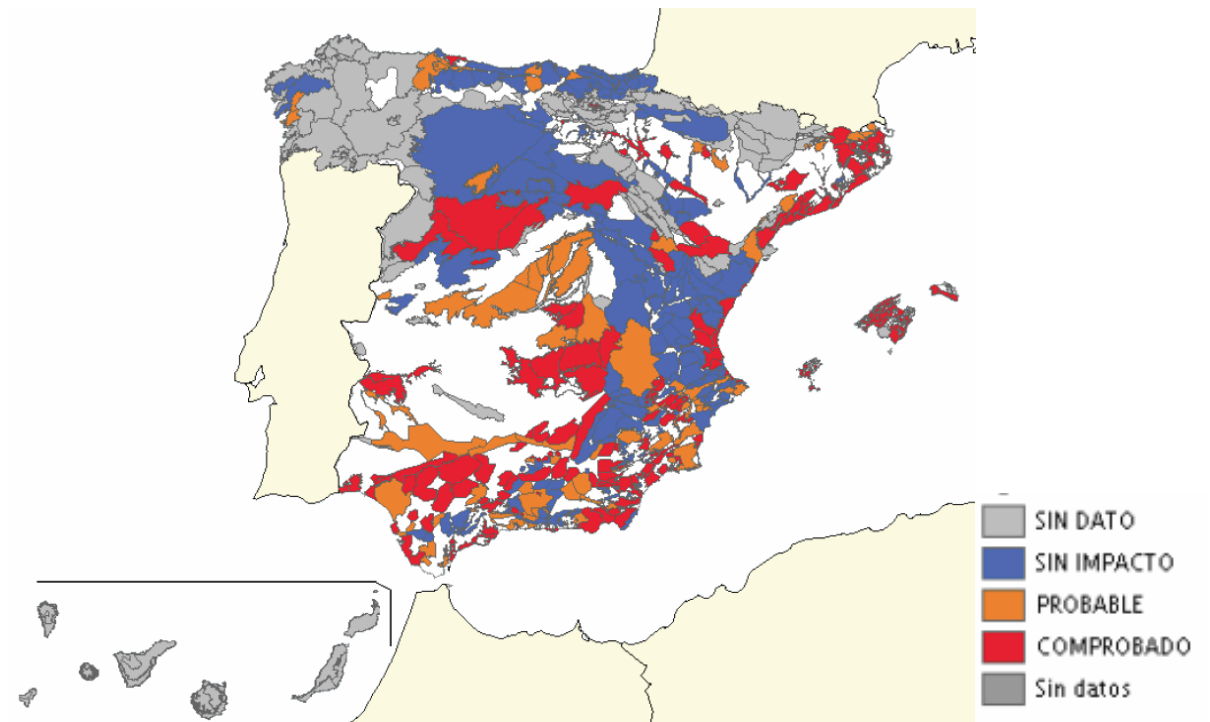 SIN DATO
SIN IMPACTO
PROBABLE
COMPROBADO
Sin datos